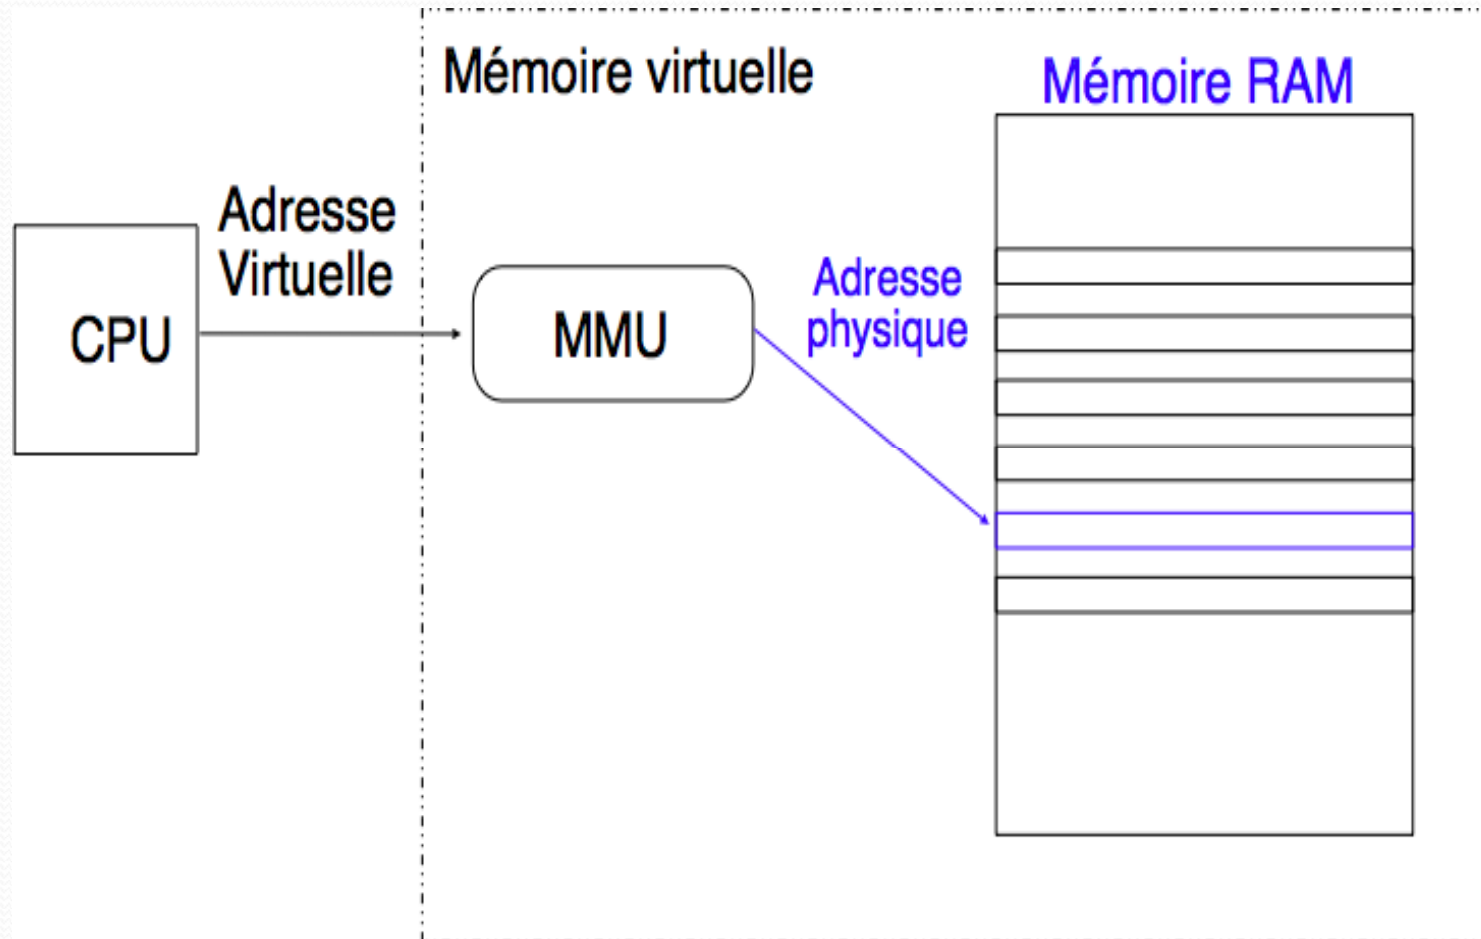 Mémoire virtuelle
Mémoire RAM
Adresse
Virtuelle
CPU
MMU
Adresse
physique